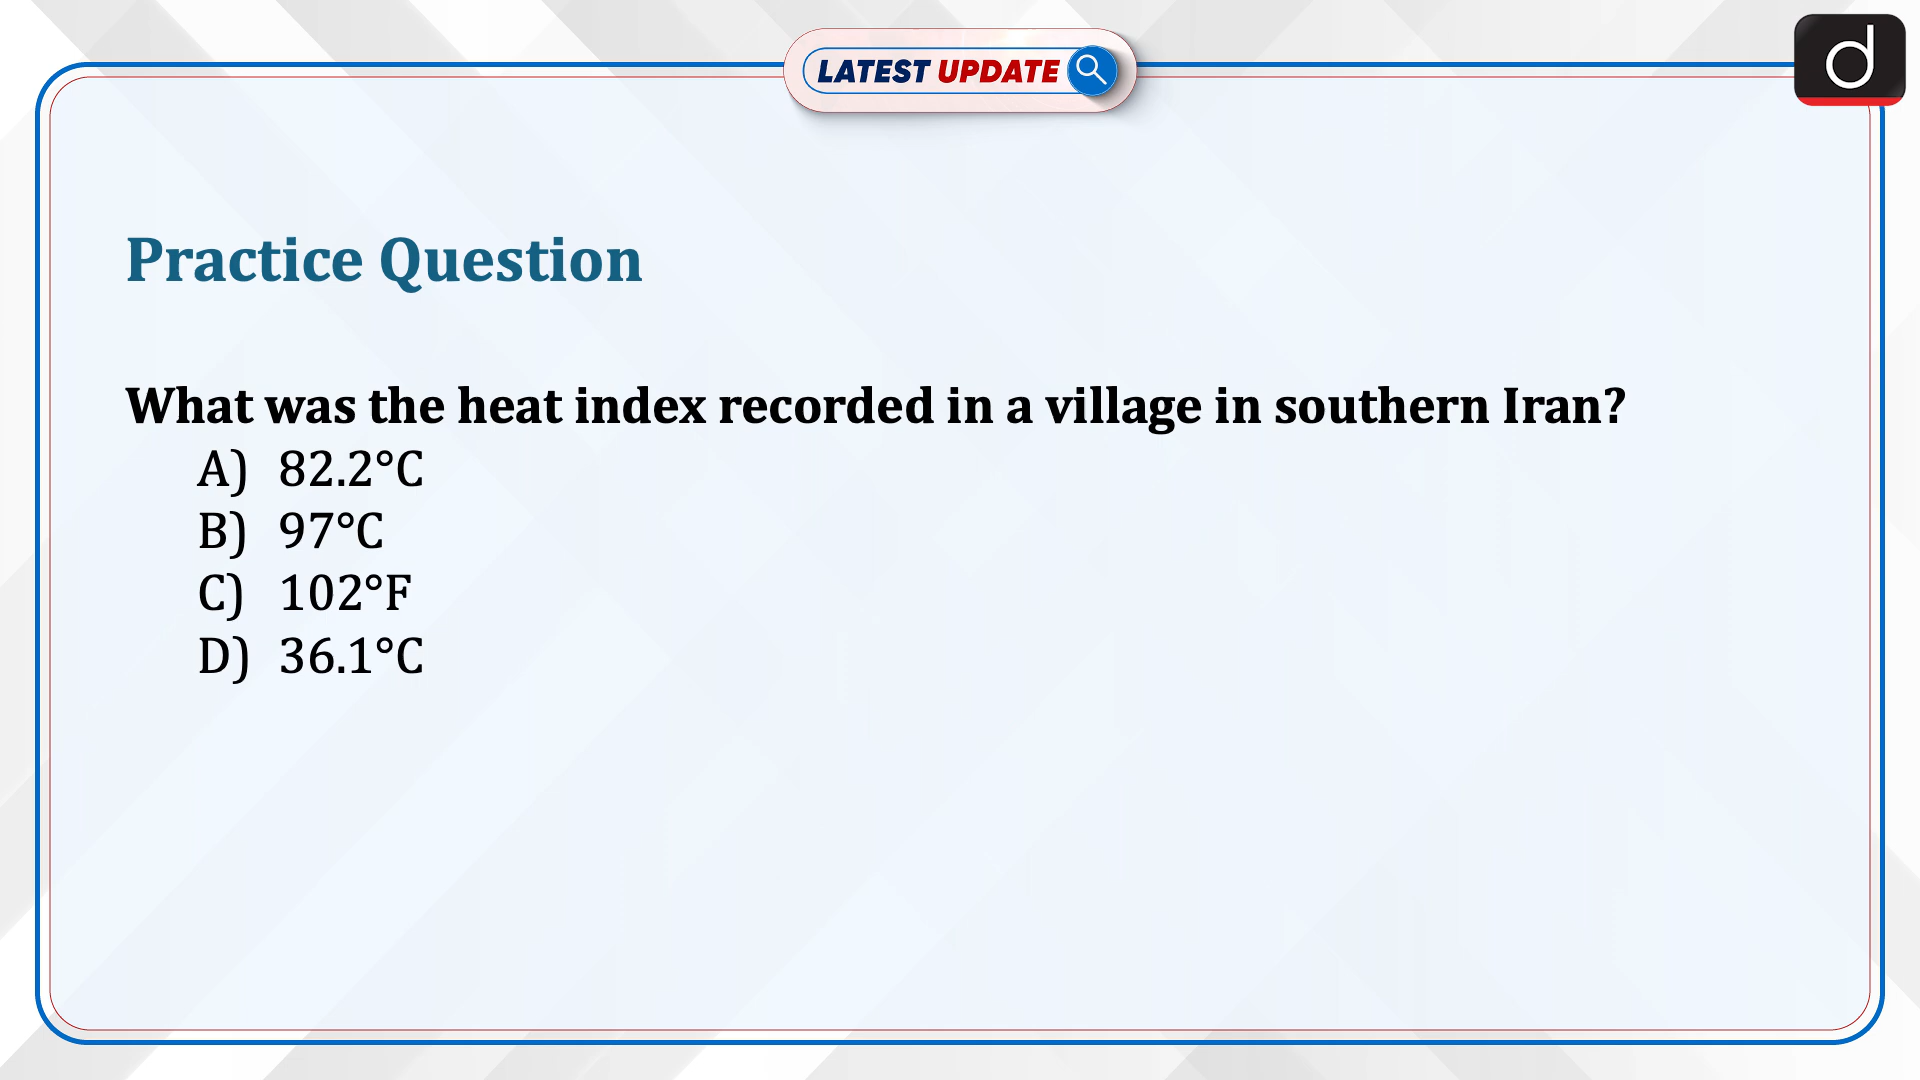 LATEST UPDATE
d
Practice Question
What was the heat index recorded in a village in southern Iran?
A) 82.2°C
B) 97°C
C) 102°F
D) 36.1°C